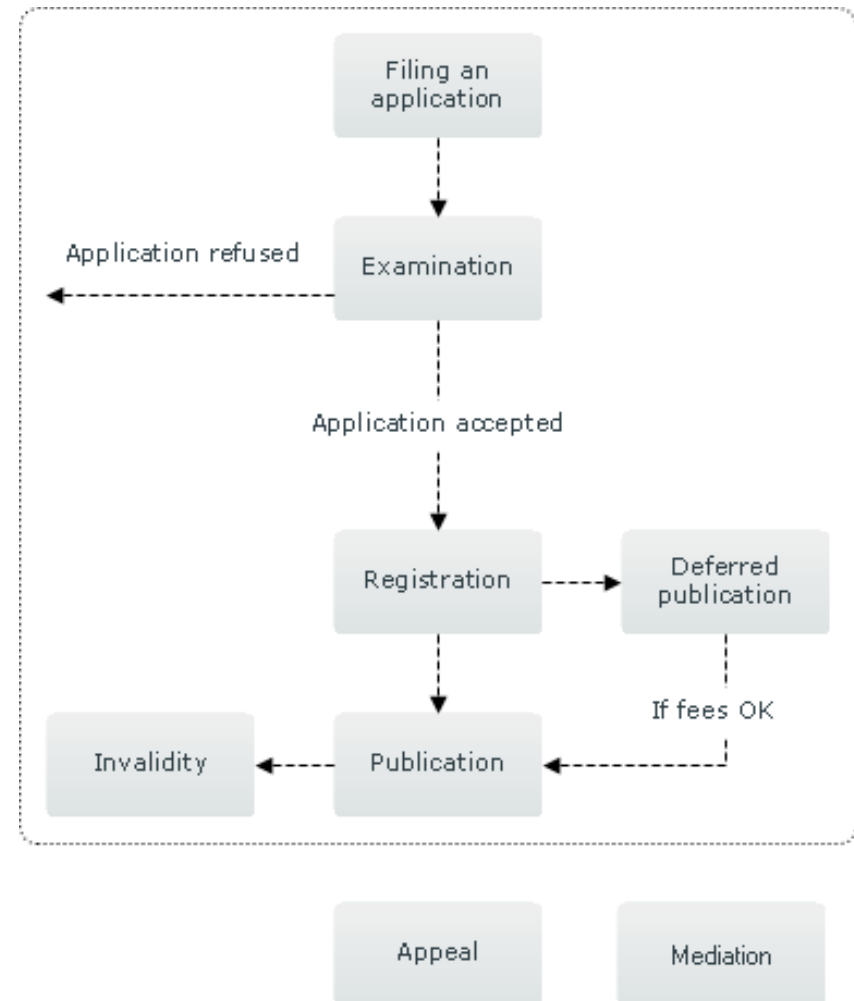 Filing an
application
Application refused
Examination
Application accepted
Registration
Deferred
publication
If fees OK
Invalidity
Publication
Appeal
Mediation